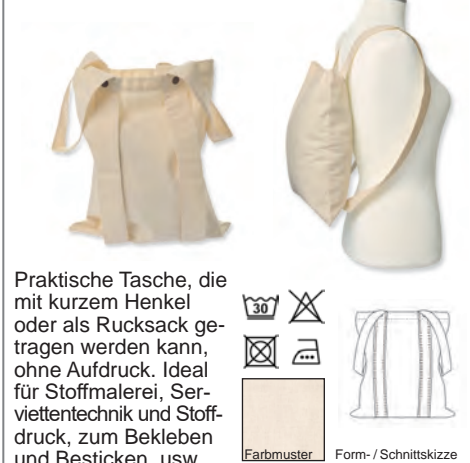 Praktische Tasche, die
mit kurzem Henkel
oder als Rucksack ge-
tragen werden kann,
ohne Aufdruck. Ideal
für Stoffmalerei, Ser-
viettentechnik und Stoff-
druck, zum Bekleben
und Besticken, usw.
30
Farbmuster
Form- / Schnittskizze